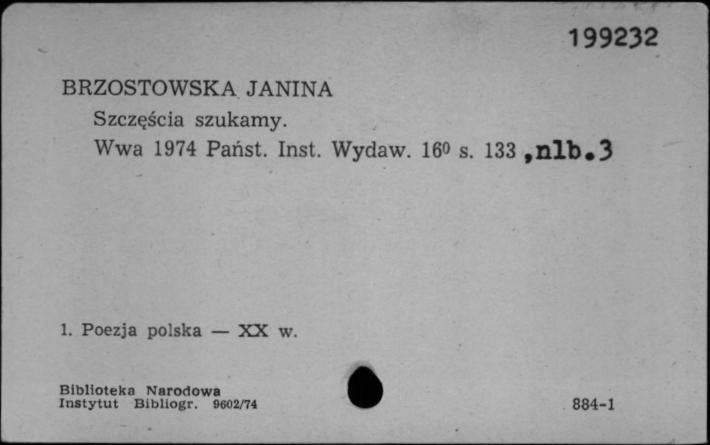 199232
BRZOSTOWSKA JANINA
Szczęścia szukamy.
Wwa 1974 Państ. Inst. Wydaw. 16⁰ s. 133 ,nlb.3
1. Poezja polska — XX w.
Biblioteka Narodowa
Instytut Bibliogr. 9602/74
884-1